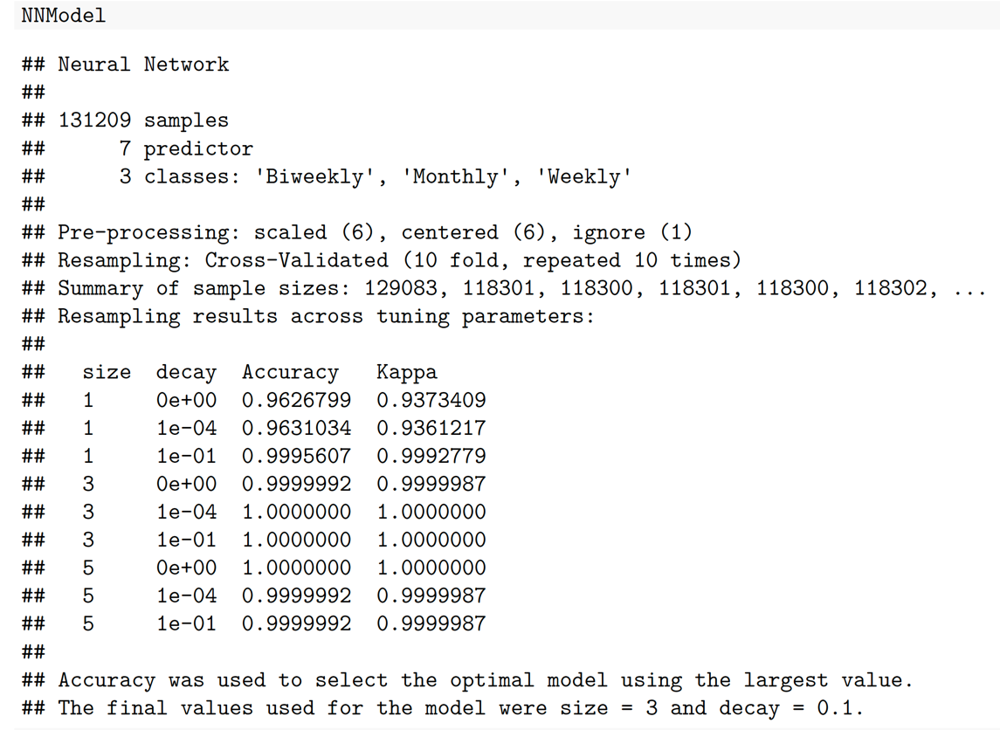 NNModel
## Neural Network
##
## 131209 samples
##      7 predictor
##      3 classes: 'Biweekly', 'Monthly', 'Weekly'
##
## Pre-processing: scaled (6), centered (6), ignore (1)
## Resampling: Cross-Validated (10 fold, repeated 10 times)
## Summary of sample sizes: 129083, 118301, 118300, 118301, 118300, 118302, ...
## Resampling results across tuning parameters:
##
##   size  decay  Accuracy   Kappa
##   1     0e+00  0.9626799  0.9373409
##   1     1e-04  0.9631034  0.9361217
##   1     1e-01  0.9995607  0.9992779
##   3     0e+00  0.9999992  0.9999987
##   3     1e-04  1.0000000  1.0000000
##   3     1e-01  1.0000000  1.0000000
##   5     0e+00  1.0000000  1.0000000
##   5     1e-04  0.9999992  0.9999987
##   5     1e-01  0.9999992  0.9999987
##
## Accuracy was used to select the optimal model using the largest value.
## The final values used for the model were size = 3 and decay = 0.1.